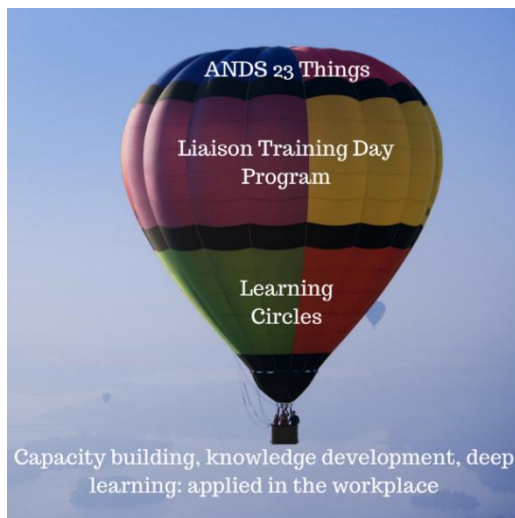 ANDS 23 Things
Liaison Training Day
Program
Learning
Circles
Capacity building, knowledge development, deep
learning: applied in the workplace